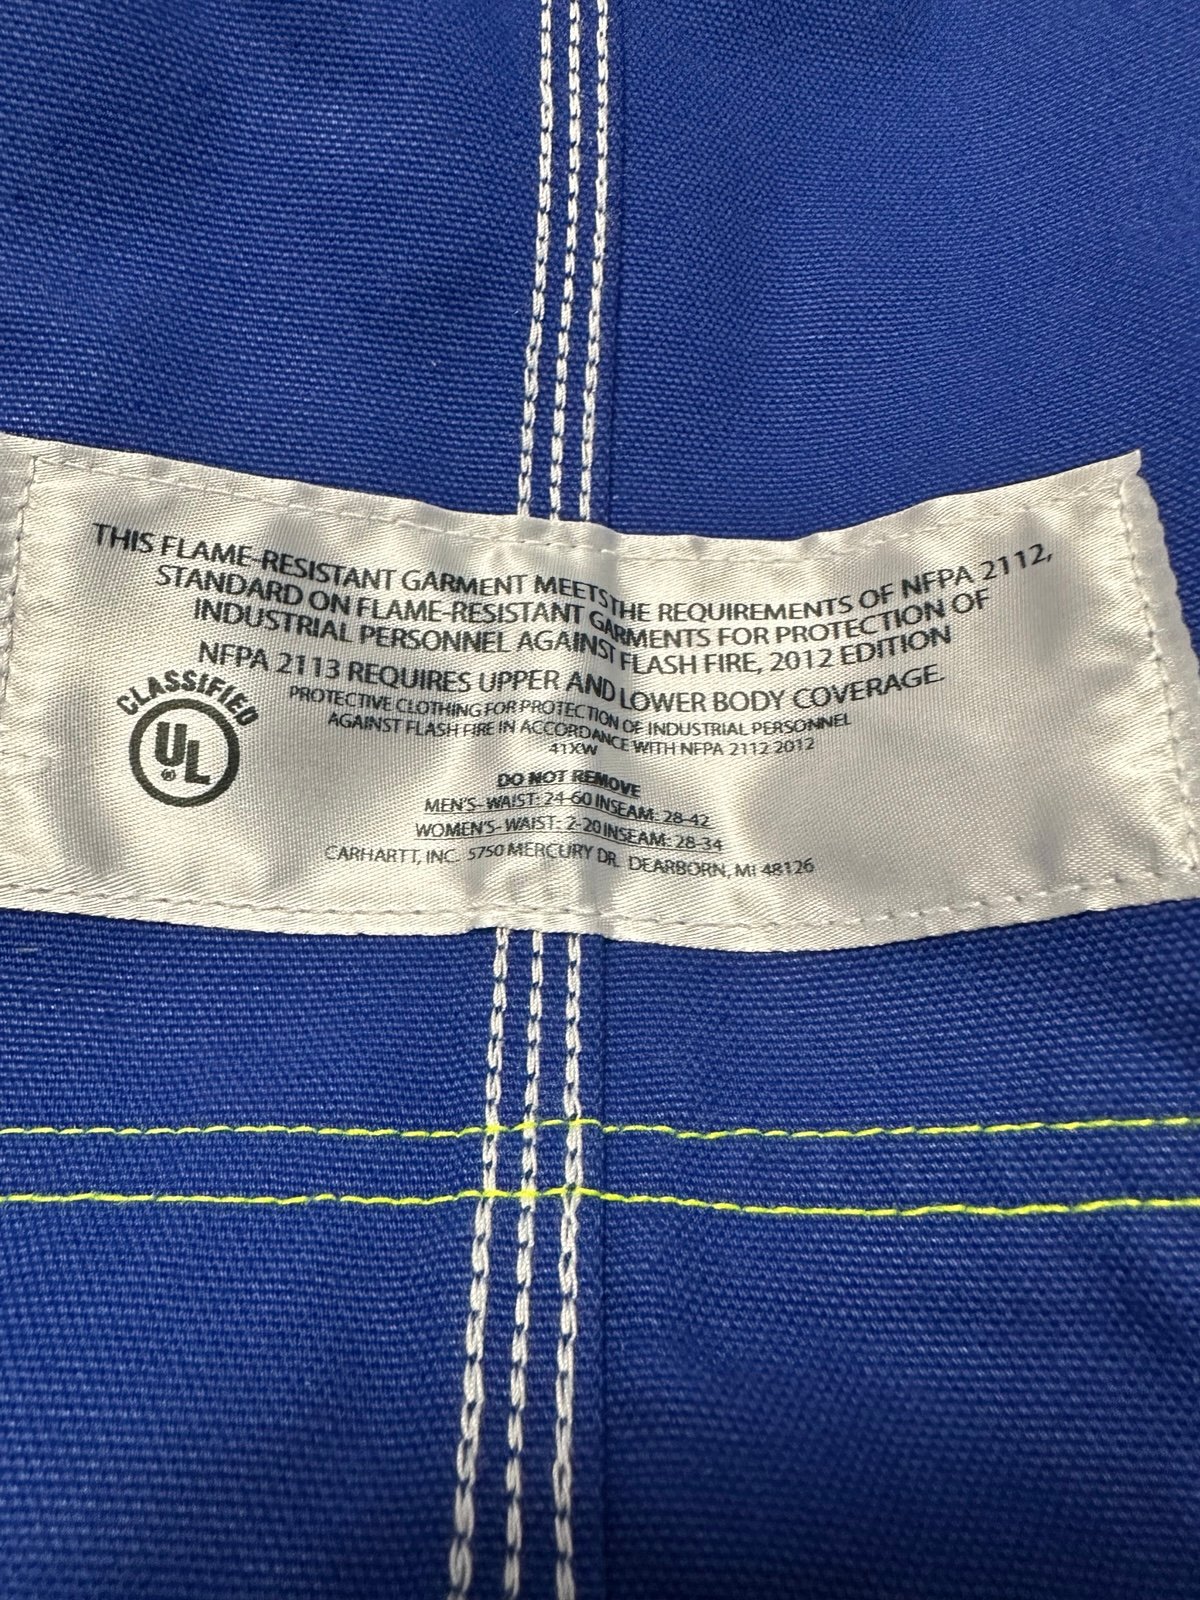 THIS FLAME-RESISTANT GARMENT MEETS THE REQUIREMENTS OF NFPA 2112,
STANDARD ON FLAME-RESISTANT GARMENTS FOR PROTECTION OF
INDUSTRIAL PERSONNEL AGAINST FLASH FIRE, 2012 EDITION
NFPA 2113 REQUIRES UPPER AND LOWER BODY COVERAGE.
CLASSIFIED
UL®
PROTECTIVE CLOTHING FOR PROTECTION OF INDUSTRIAL PERSONNEL
AGAINST FLASH FIRE IN ACCORDANCE WITH NFPA 2112 2012
41XW
DO NOT REMOVE
MEN'S- WAIST: 24-60 INSEAM: 28-42
WOMEN'S- WAIST: 2-20 INSEAM: 28-34
CARHARTT, INC. 5750 MERCURY DR. DEARBORN, MI 48126